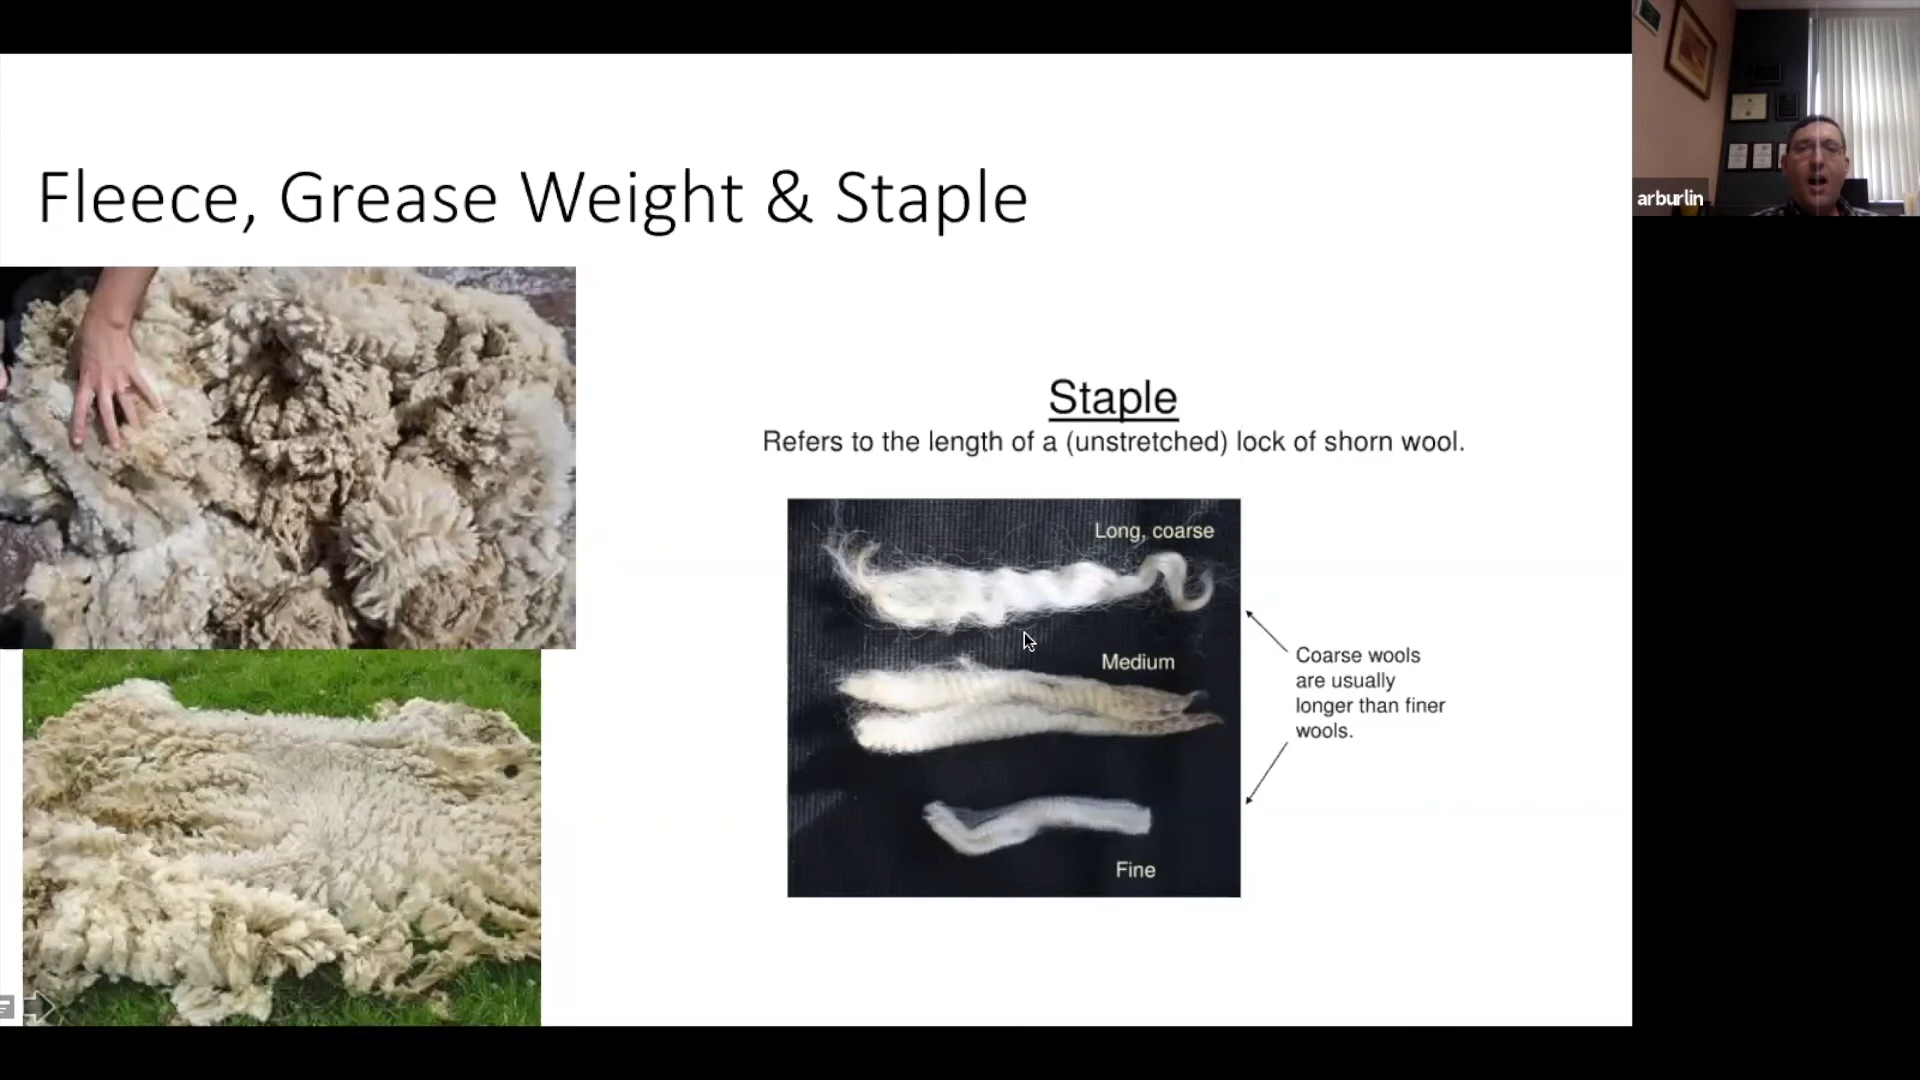 Fleece, Grease Weight & Staple
Staple
Refers to the length of a (unstretched) lock of shorn wool.
Long, coarse
Medium
Fine
Coarse wools
are usually
longer than finer
wools.
arburlin